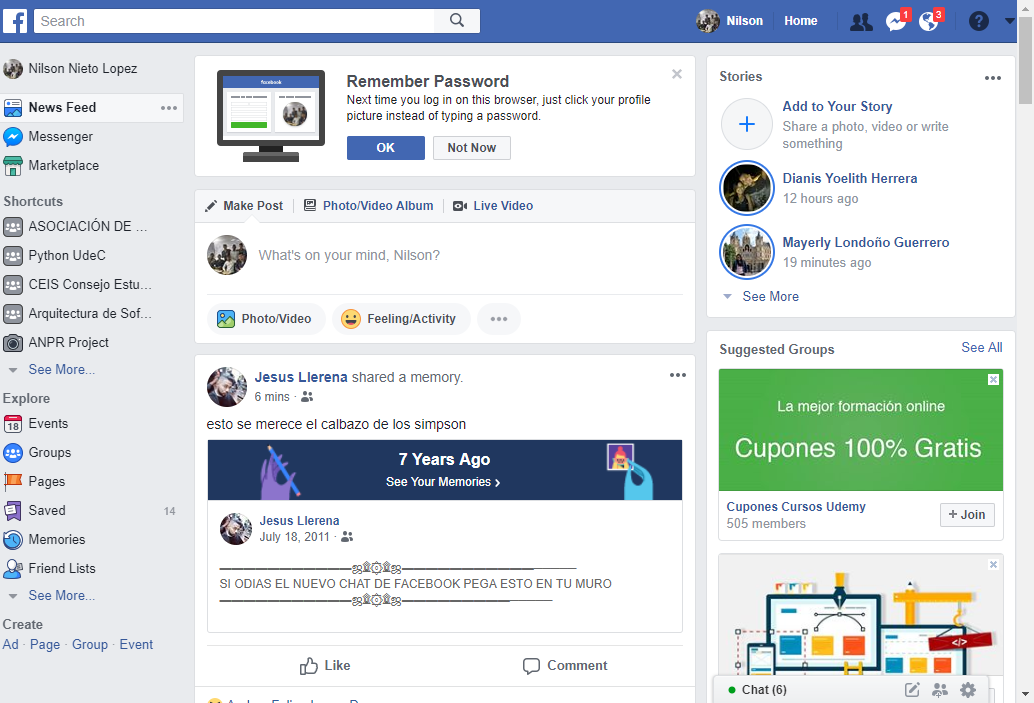 Search
Nilson
Home
1
3
Nilson Nieto Lopez
News Feed
Messenger
Marketplace
Shortcuts
ASOCIACIÓN DE ...
Python UdeC
CEIS Consejo Estu...
Arquitectura de Sof...
ANPR Project
See More...
Explore
18 Events
Groups
Pages
Saved 14
Memories
Friend Lists
See More...
Create
Ad · Page · Group · Event
facebook
Remember Password
Next time you log in on this browser, just click your profile
picture instead of typing a password.
OK
Not Now
Make Post
Photo/Video Album
Live Video
What's on your mind, Nilson?
Photo/Video
Feeling/Activity
Jesus Llerena shared a memory.
6 mins ·
esto se merece el calbazo de los simpson
7 Years Ago
See Your Memories ›
Jesus Llerena
July 18, 2011 ·
SI ODIAS EL NUEVO CHAT DE FACEBOOK PEGA ESTO EN TU MURO
Like
Comment
Stories
Add to Your Story
Share a photo, video or write
something
Dianis Yoelith Herrera
12 hours ago
Mayerly Londoño Guerrero
19 minutes ago
See More
Suggested Groups
See All
La mejor formación online
Cupones 100% Gratis
Cupones Cursos Udemy
505 members
+ Join
</>
Chat (6)